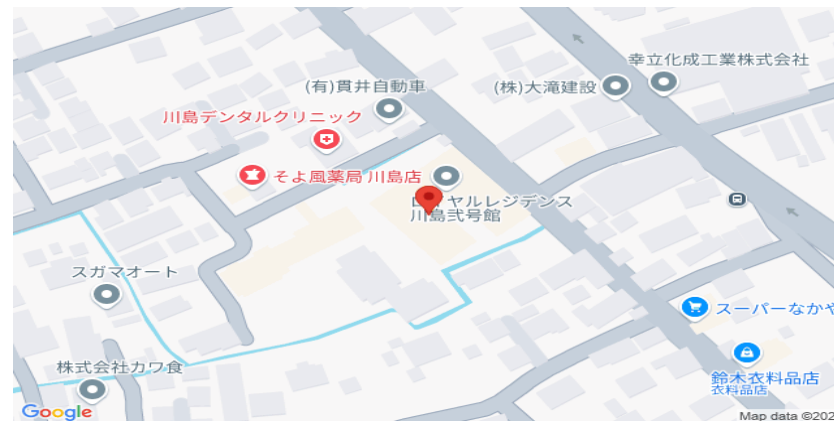 幸立化成工業株式会社
(有)貫井自動車
(株)大滝建設
川島デンタルクリニック
そよ風薬局 川島店
ヤルレジデンス
川島弐号館
スガマオート
スーパーなかや
株式会社カワ食
鈴木衣料品店
衣料品店
Google
Map data ©202